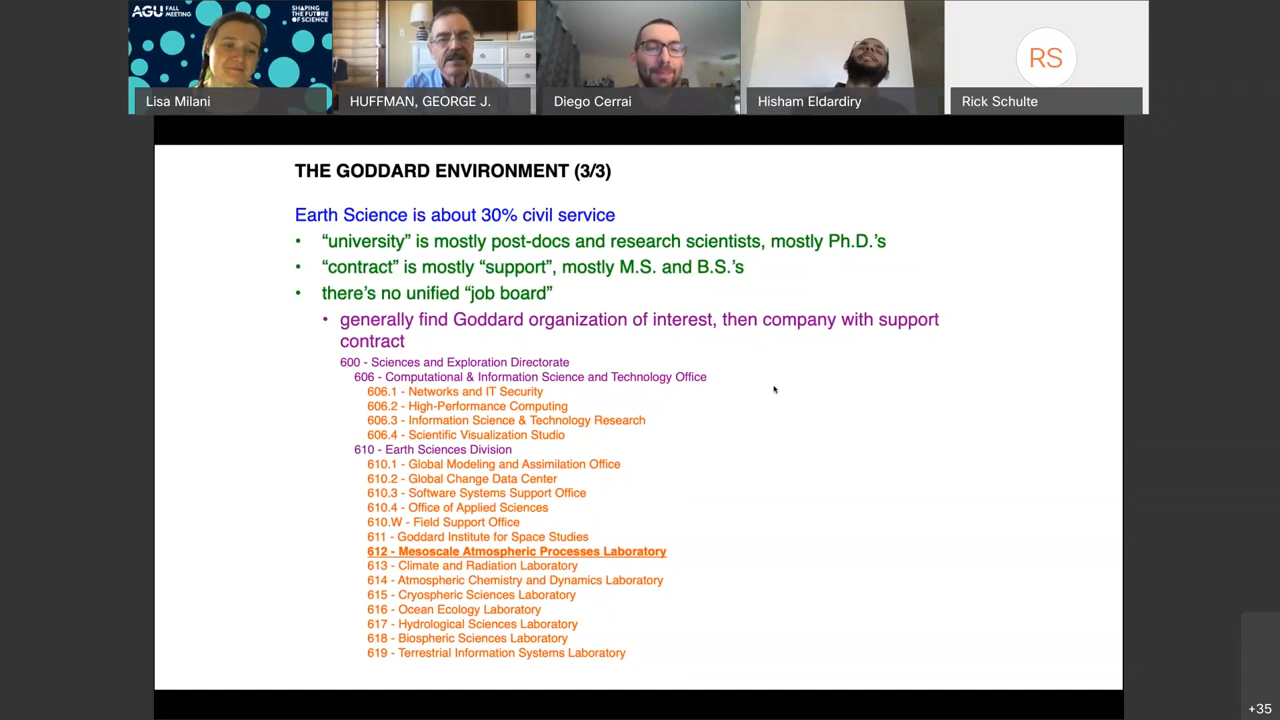 AGU FALL MEETING
SHAPING THE FUTURE OF SCIENCE
Lisa Milani
HUFFMAN, GEORGE J.
Diego Cerrai
Hisham Eldardiry
RS
Rick Schulte
THE GODDARD ENVIRONMENT (3/3)
Earth Science is about 30% civil service
• “university” is mostly post-docs and research scientists, mostly Ph.D.’s
• “contract” is mostly “support”, mostly M.S. and B.S.’s
• there’s no unified “job board”
• generally find Goddard organization of interest, then company with support
contract
600 - Sciences and Exploration Directorate
606 - Computational & Information Science and Technology Office
606.1 - Networks and IT Security
606.2 - High-Performance Computing
606.3 - Information Science & Technology Research
606.4 - Scientific Visualization Studio
610 - Earth Sciences Division
610.1 - Global Modeling and Assimilation Office
610.2 - Global Change Data Center
610.3 - Software Systems Support Office
610.4 - Office of Applied Sciences
610.W - Field Support Office
611 - Goddard Institute for Space Studies
612 - Mesoscale Atmospheric Processes Laboratory
613 - Climate and Radiation Laboratory
614 - Atmospheric Chemistry and Dynamics Laboratory
615 - Cryospheric Sciences Laboratory
616 - Ocean Ecology Laboratory
617 - Hydrological Sciences Laboratory
618 - Biospheric Sciences Laboratory
619 - Terrestrial Information Systems Laboratory
+35